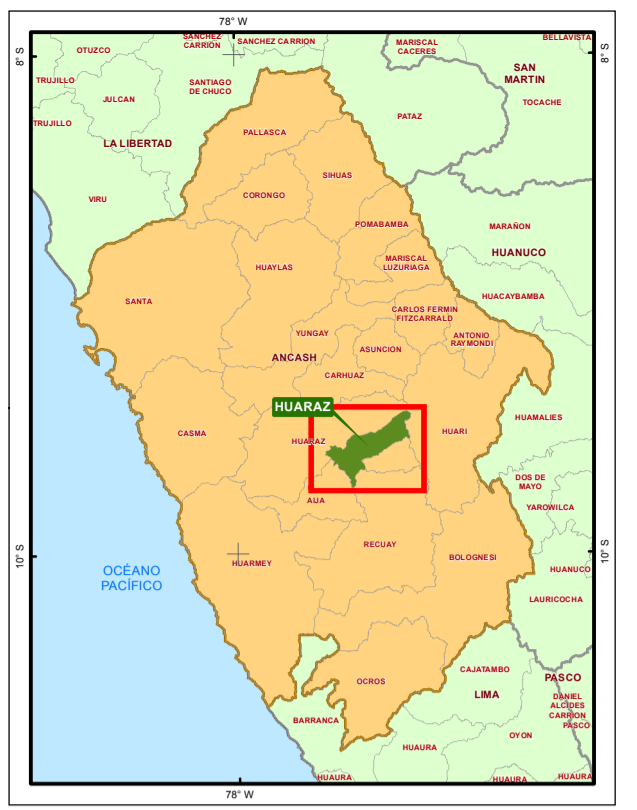 78° W
SANCHEZ
CARRION
SANCHEZ CARRION
MARISCAL
CACERES
BELLAVISTA
8° S
8° S
OTUZCO
SAN
MARTIN
TRUJILLO
SANTIAGO
DE CHUCO
JULCAN
TOCACHE
TRUJILLO
PATAZ
PALLASCA
LA LIBERTAD
SIHUAS
CORONGO
VIRU
POMABAMBA
MARAÑON
HUANUCO
MARISCAL
LUZURIAGA
HUAYLAS
SANTA
HUACAYBAMBA
CARLOS FERMIN
FITZCARRALD
YUNGAY
ANTONIO
RAYMONDI
ASUNCION
ANCASH
CARHUAZ
HUARAZ
HUAMALIES
CASMA
HUARAZ
HUARI
DOS DE
MAYO
AIJA
YAROWILCA
RECUAY
10° S
10° S
BOLOGNESI
HUARMEY
OCÉANO
PACÍFICO
HUANUCO
LAURICOCHA
CAJATAMBO
PASCO
OCROS
LIMA
DANIEL
ALCIDES
CARRION
PASCO
BARRANCA
OYON
HUAURA
HUAURA
HUAURA
HUAURA
78° W